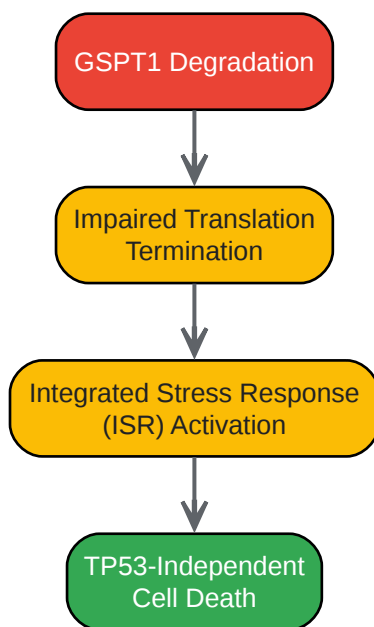 GSPT1 Degradation
Impaired Translation
Termination
Integrated Stress Response
(ISR) Activation
TP53-Independent
Cell Death